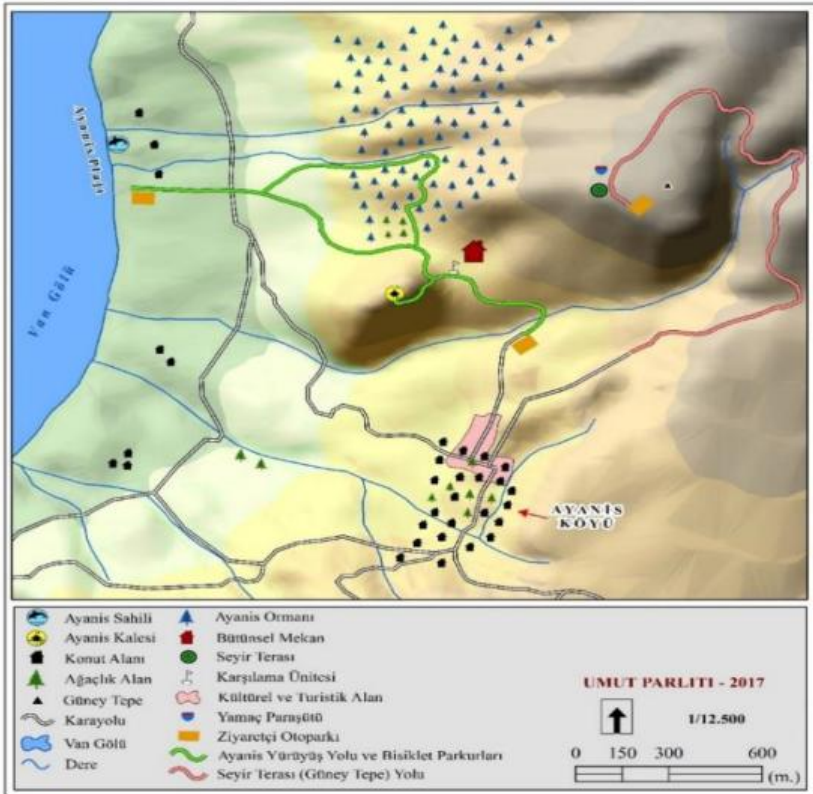 Ayanis Plajı
Van Gölü
AYANİS
KÖYÜ
Ayanis Sahili
Ayanis Kalesi
Konut Alanı
Ağaçlık Alan
Güney Tepe
Karayolu
Van Gölü
Dere
Ayanis Ormanı
Bütünsel Mekan
Seyir Terası
Karşılama Ünitesi
Kültürel ve Turistik Alan
Yamaç Paraşütü
Ziyaretçi Otoparkı
Ayanis Yürüyüş Yolu ve Bisiklet Parkurları
Seyir Terası (Güney Tepe) Yolu
UMUT PARLITI - 2017
1/12.500
0 150 300 600
(m.)